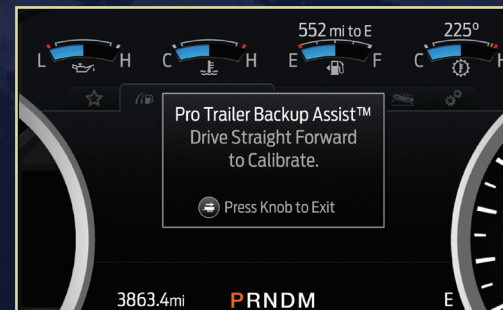 552 mi to E 225°
L H C H E F C H
Pro Trailer Backup Assist™
Drive Straight Forward
to Calibrate.
Press Knob to Exit
3863.4mi PRNDM E